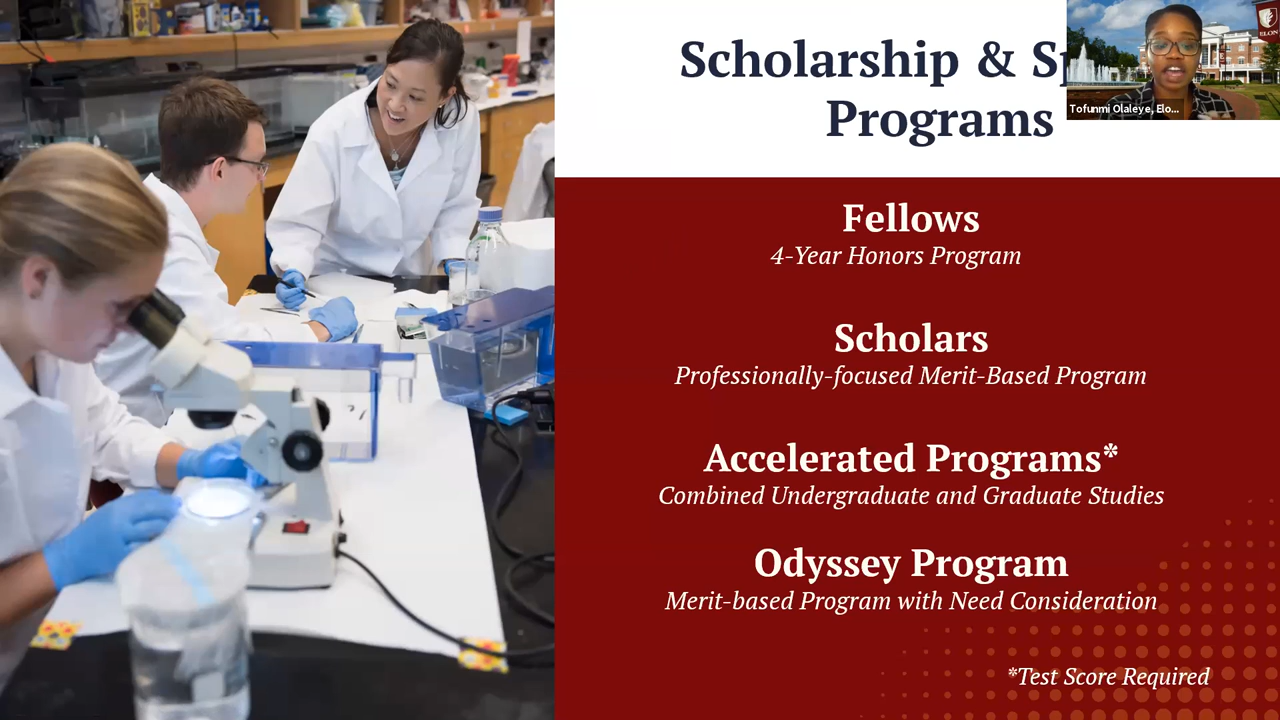 Scholarship & Sp
Programs
ELON
Tofunmi Olaleye, Elo...
Fellows
4-Year Honors Program
Scholars
Professionally-focused Merit-Based Program
Accelerated Programs*
Combined Undergraduate and Graduate Studies
Odyssey Program
Merit-based Program with Need Consideration
*Test Score Required